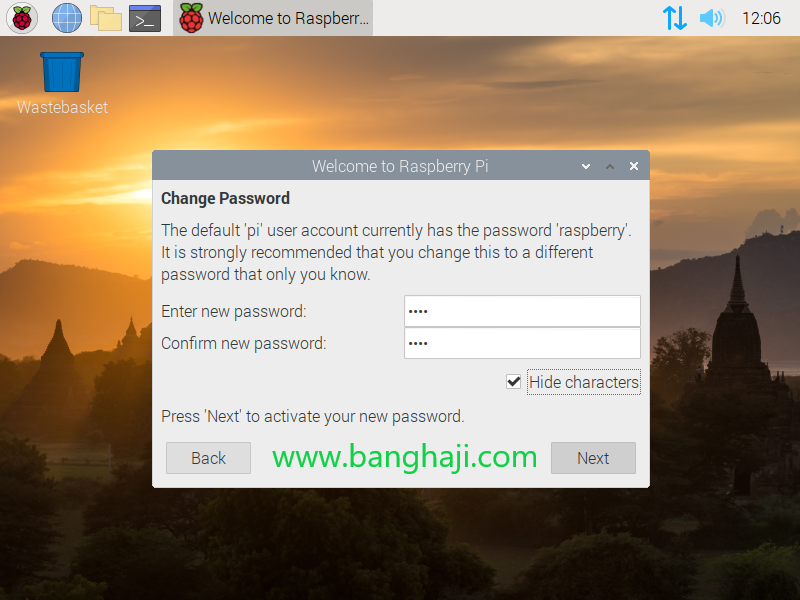 Welcome to Raspberr...
12:06
Wastebasket
Welcome to Raspberry Pi
Change Password
The default 'pi' user account currently has the password 'raspberry'.
It is strongly recommended that you change this to a different
password that only you know.
Enter new password: ••••
Confirm new password: ••••
Hide characters
Press 'Next' to activate your new password.
Back
www.banghaji.com
Next